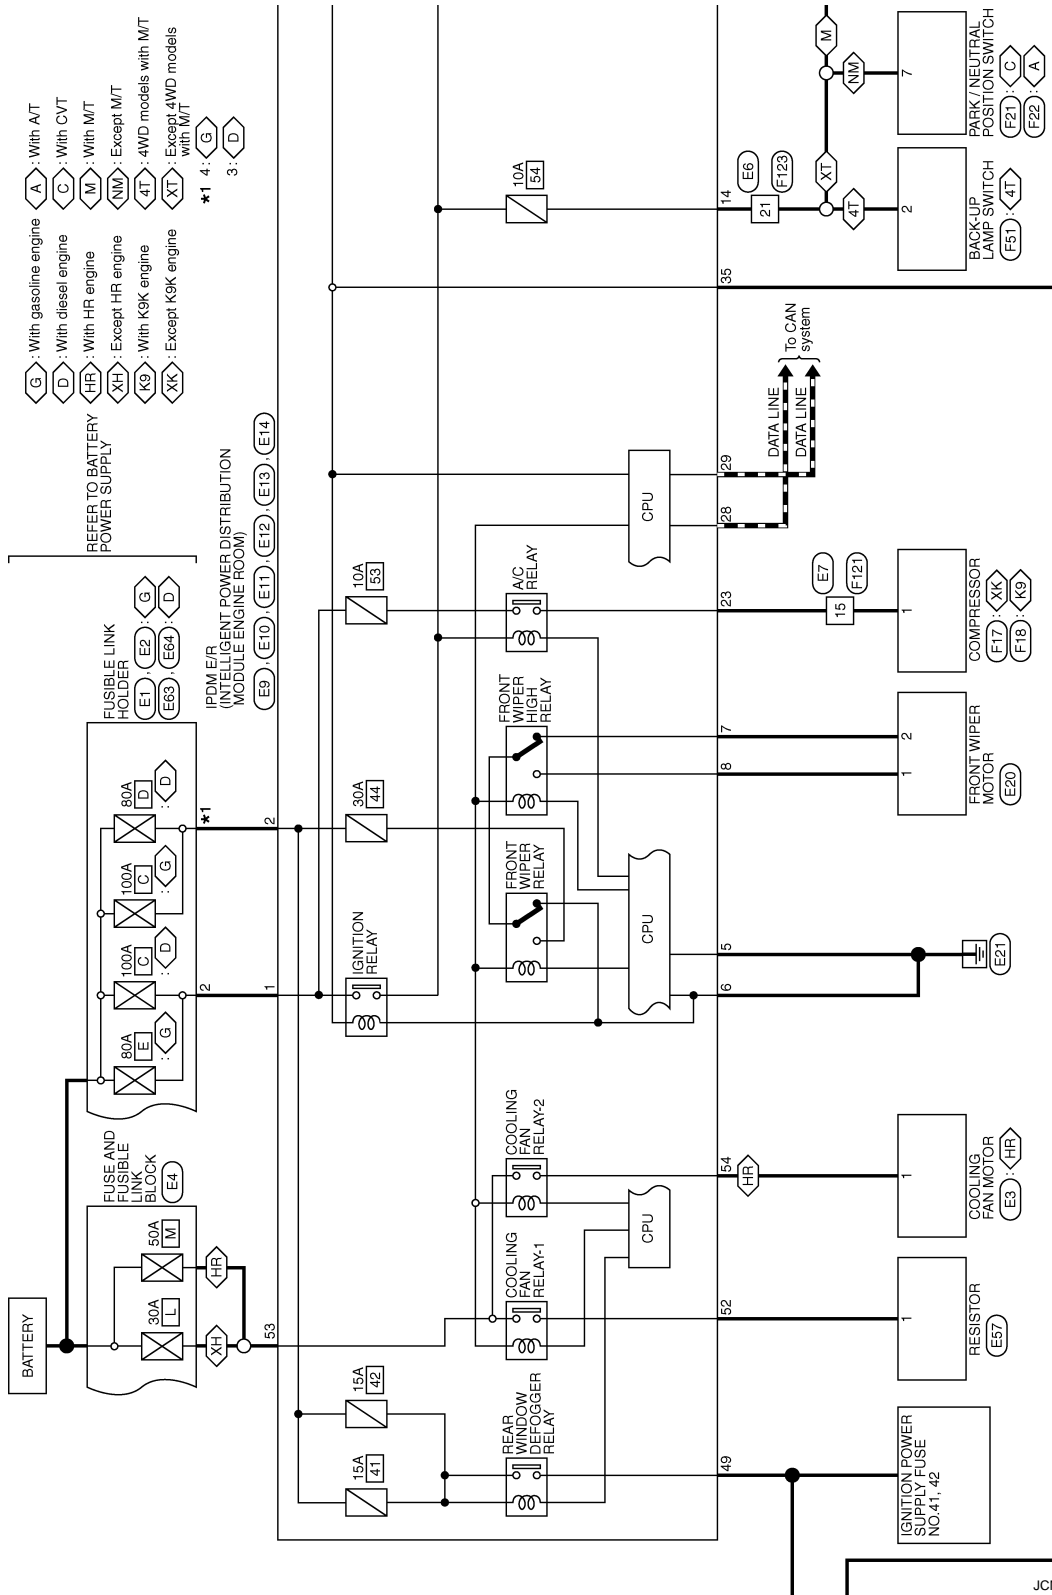 BATTERY
FUSE AND
FUSIBLE
LINK
BLOCK
E4
30A
L
50A
M
XH
HR
53
FUSIBLE LINK
HOLDER
E1 , E2 : G
E63 , E64 : D
80A
E
: G
100A
C
: D
100A
C
: G
80A
D
: D
2
*1
1
2
REFER TO BATTERY
POWER SUPPLY
G : With gasoline engine
D : With diesel engine
HR : With HR engine
XH : Except HR engine
K9 : With K9K engine
XK : Except K9K engine
A : With A/T
C : With CVT
M : With M/T
NM : Except M/T
4T : 4WD models with M/T
XT : Except 4WD models
with M/T
*1 4 : G
3 : D
IPDM E/R
(INTELLIGENT POWER DISTRIBUTION
MODULE ENGINE ROOM)
E9 , E10 , E11 , E12 , E13 , E14
15A
41
15A
42
IGNITION
RELAY
30A
44
10A
53
10A
54
REAR
WINDOW
DEFOGGER
RELAY
COOLING
FAN
RELAY-1
COOLING
FAN
RELAY-2
FRONT
WIPER
RELAY
FRONT
WIPER
HIGH
RELAY
A/C
RELAY
CPU
CPU
CPU
49
52
54
6
5
8
7
23
28
29
35
14
HR
DATA LINE
DATA LINE
To CAN
system
15
E7
F121
21
E6
F123
4T
XT
NM
M
E21
1
1
1
2
1
2
7
IGNITION POWER
SUPPLY FUSE
NO.41, 42
RESISTOR
E57
COOLING
FAN MOTOR
E3 : HR
FRONT WIPER
MOTOR
E20
COMPRESSOR
F17 : XK
F18 : K9
BACK-UP
LAMP SWITCH
F51 : 4T
PARK / NEUTRAL
POSITION SWITCH
F21 : C
F22 : A